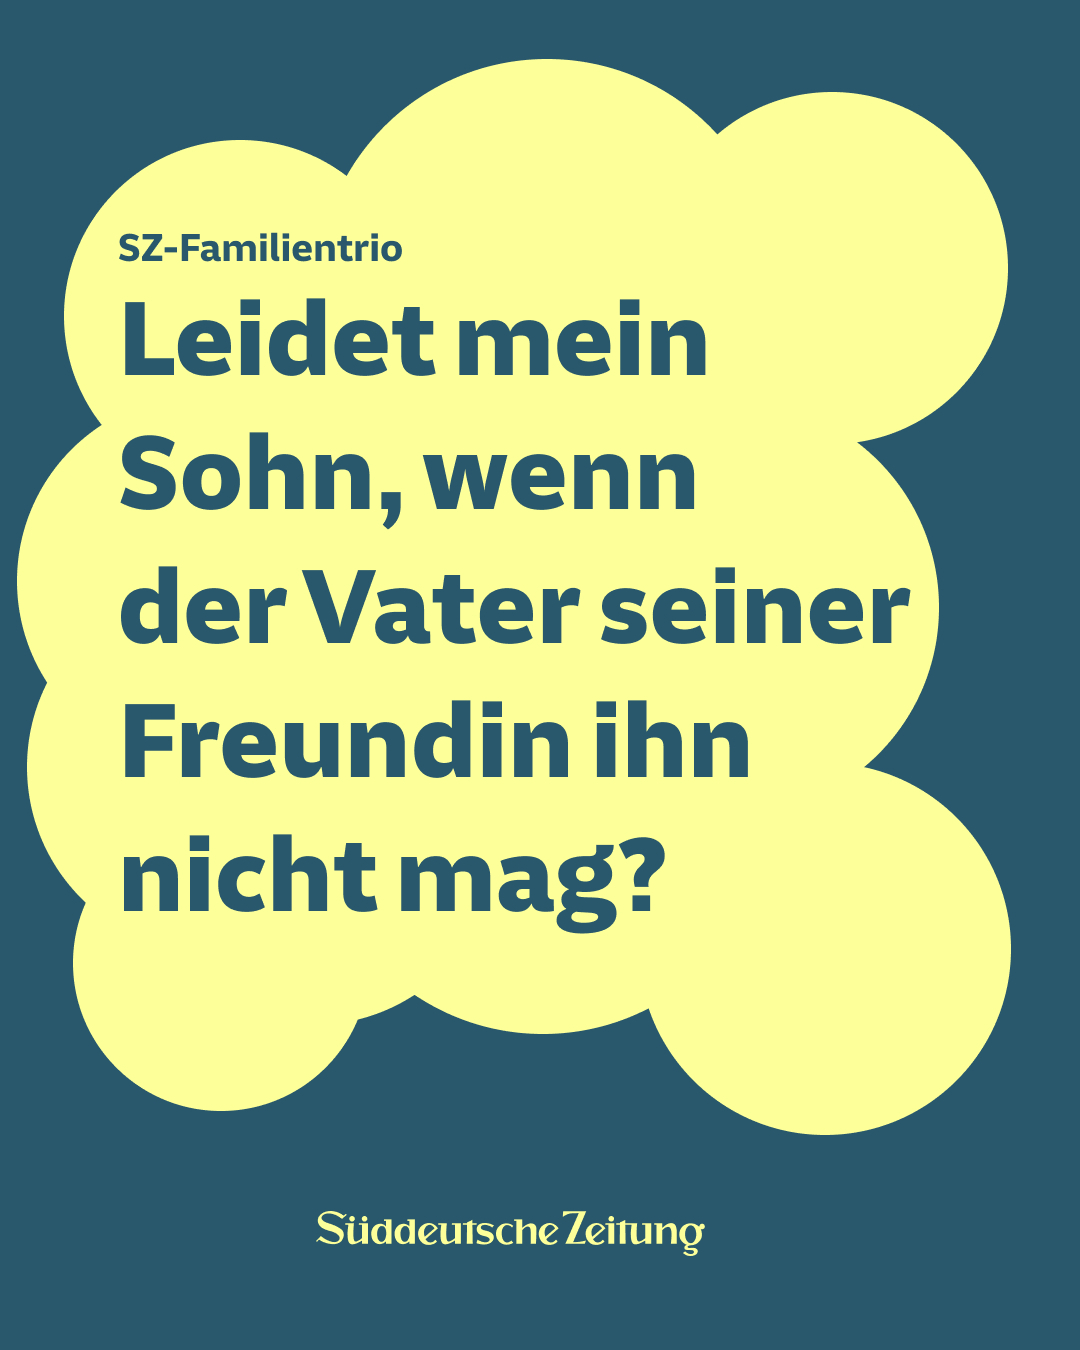 SZ-Familientrio
Leidet mein
Sohn, wenn
der Vater seiner
Freundin ihn
nicht mag?
Süddeutsche Zeitung